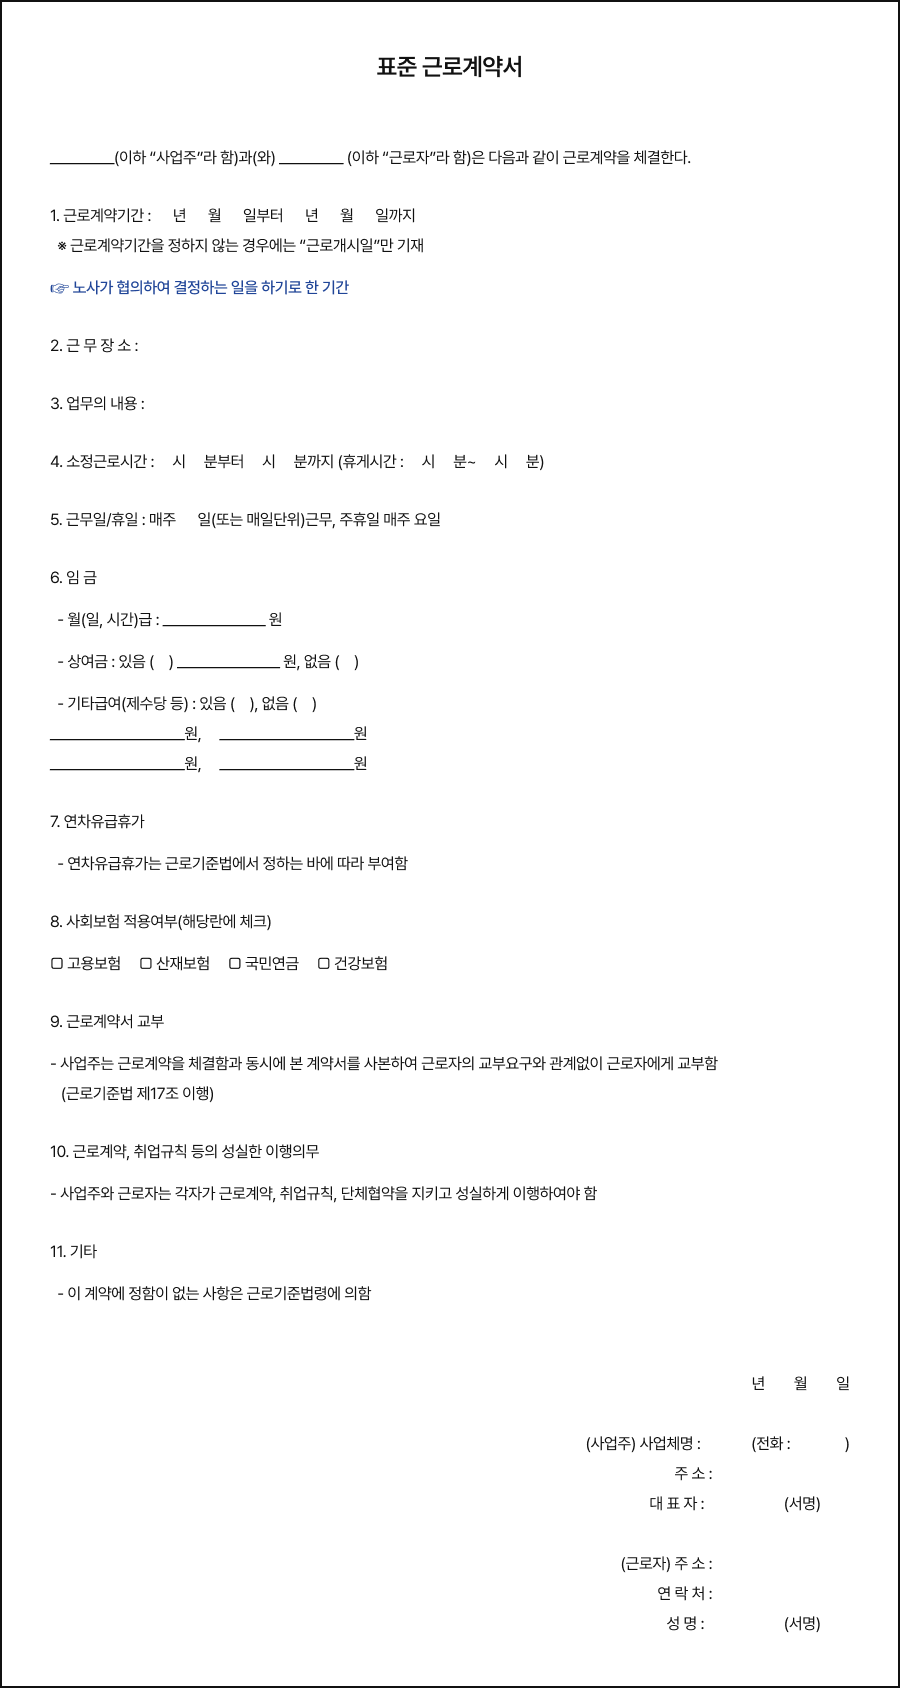 표준 근로계약서
_________(이하 “사업주”라 함)과(와) _________ (이하 “근로자”라 함)은 다음과 같이 근로계약을 체결한다.
1. 근로계약기간 : 년 월 일부터 년 월 일까지
※ 근로계약기간을 정하지 않는 경우에는 “근로개시일”만 기재
☞ 노사가 협의하여 결정하는 일을 하기로 한 기간
2. 근 무 장 소 :
3. 업무의 내용 :
4. 소정근로시간 : 시 분부터 시 분까지 (휴게시간 : 시 분~ 시 분)
5. 근무일/휴일 : 매주 일(또는 매일단위)근무, 주휴일 매주 요일
6. 임 금
- 월(일, 시간)급 : ______________ 원
- 상여금 : 있음 ( ) ______________ 원, 없음 ( )
- 기타급여(제수당 등) : 있음 ( ), 없음 ( )
___________________원, ___________________원
___________________원, ___________________원
7. 연차유급휴가
- 연차유급휴가는 근로기준법에서 정하는 바에 따라 부여함
8. 사회보험 적용여부(해당란에 체크)
▢ 고용보험 ▢ 산재보험 ▢ 국민연금 ▢ 건강보험
9. 근로계약서 교부
- 사업주는 근로계약을 체결함과 동시에 본 계약서를 사본하여 근로자의 교부요구와 관계없이 근로자에게 교부함
(근로기준법 제17조 이행)
10. 근로계약, 취업규칙 등의 성실한 이행의무
- 사업주와 근로자는 각자가 근로계약, 취업규칙, 단체협약을 지키고 성실하게 이행하여야 함
11. 기타
- 이 계약에 정함이 없는 사항은 근로기준법령에 의함
년 월 일
(사업주) 사업체명 : (전화 : )
주 소 :
대 표 자 : (서명)
(근로자) 주 소 :
연 락 처 :
성 명 : (서명)